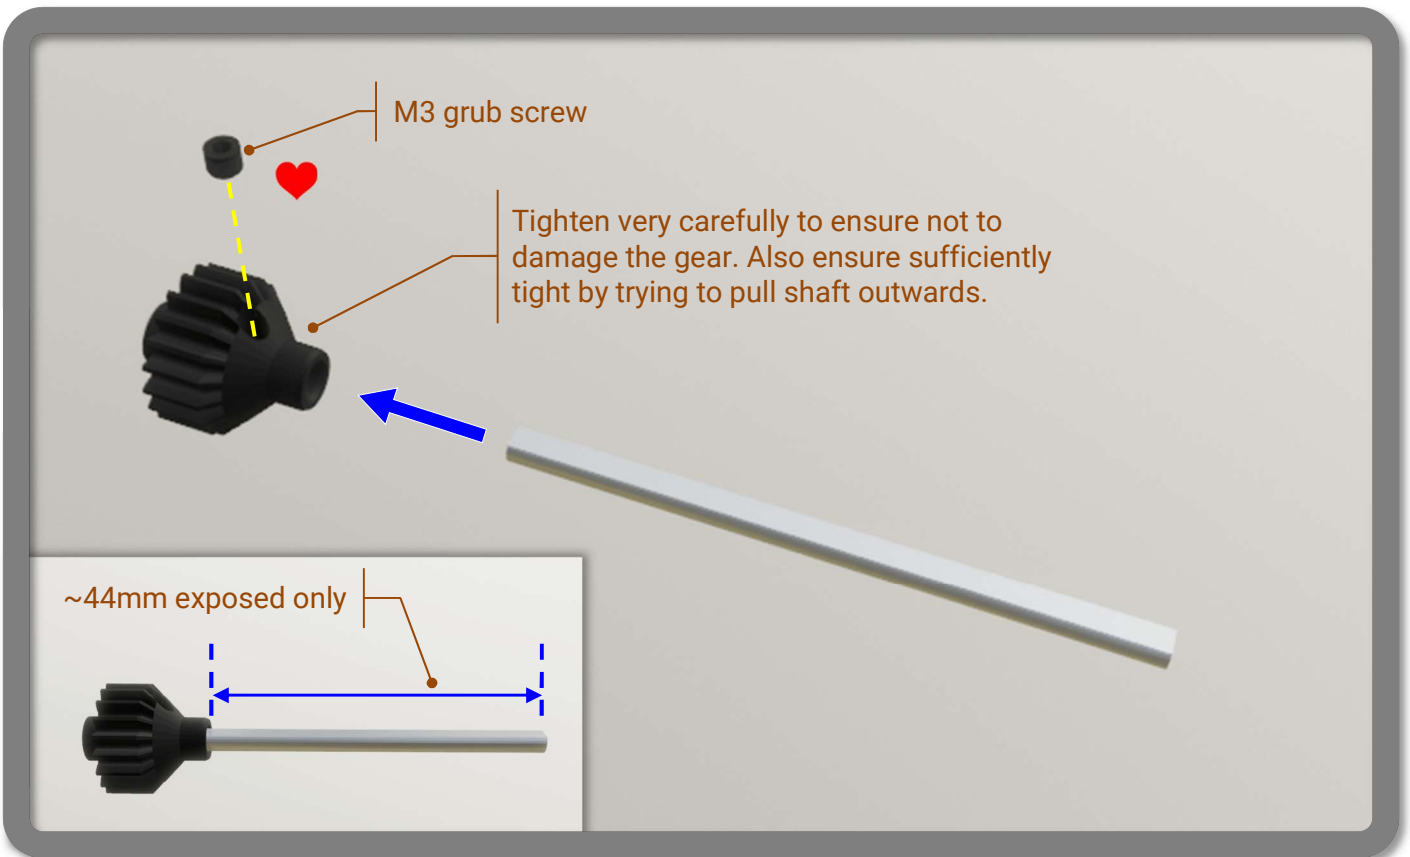 M3 grub screw
Tighten very carefully to ensure not to
damage the gear. Also ensure sufficiently
tight by trying to pull shaft outwards.
~44mm exposed only